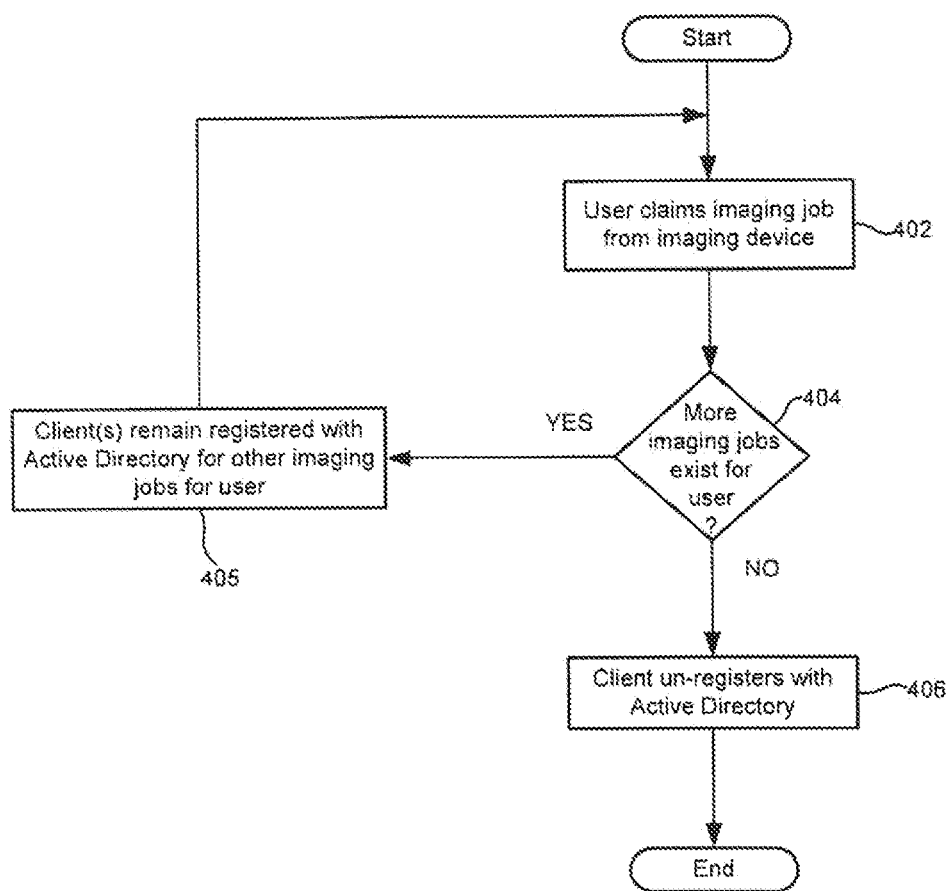 Start
User claims imaging job
from imaging device
402
404
More
imaging jobs
exist for
user
?
YES
Client(s) remain registered with
Active Directory for other imaging
jobs for user
405
NO
Client un-registers with
Active Directory
406
End